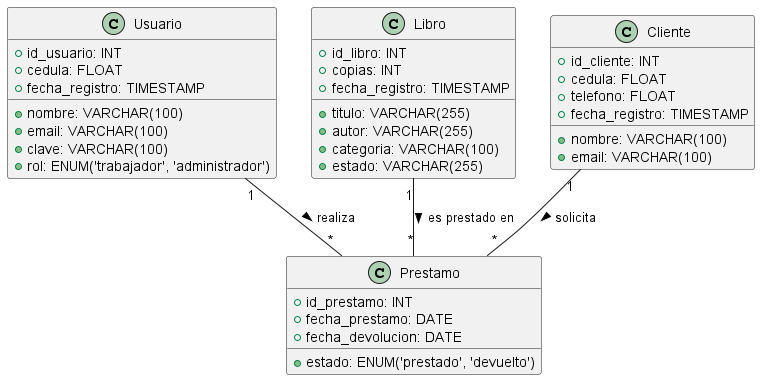 C Usuario
id_usuario: INT
cedula: FLOAT
fecha_registro: TIMESTAMP
nombre: VARCHAR(100)
email: VARCHAR(100)
clave: VARCHAR(100)
rol: ENUM('trabajador', 'administrador')
C Libro
id_libro: INT
copias: INT
fecha_registro: TIMESTAMP
titulo: VARCHAR(255)
autor: VARCHAR(255)
categoria: VARCHAR(100)
estado: VARCHAR(255)
C Cliente
id_cliente: INT
cedula: FLOAT
telefono: FLOAT
fecha_registro: TIMESTAMP
nombre: VARCHAR(100)
email: VARCHAR(100)
1
realiza
*
1
es prestado en
*
1
solicita
*
C Prestamo
id_prestamo: INT
fecha_prestamo: DATE
fecha_devolucion: DATE
estado: ENUM('prestado', 'devuelto')